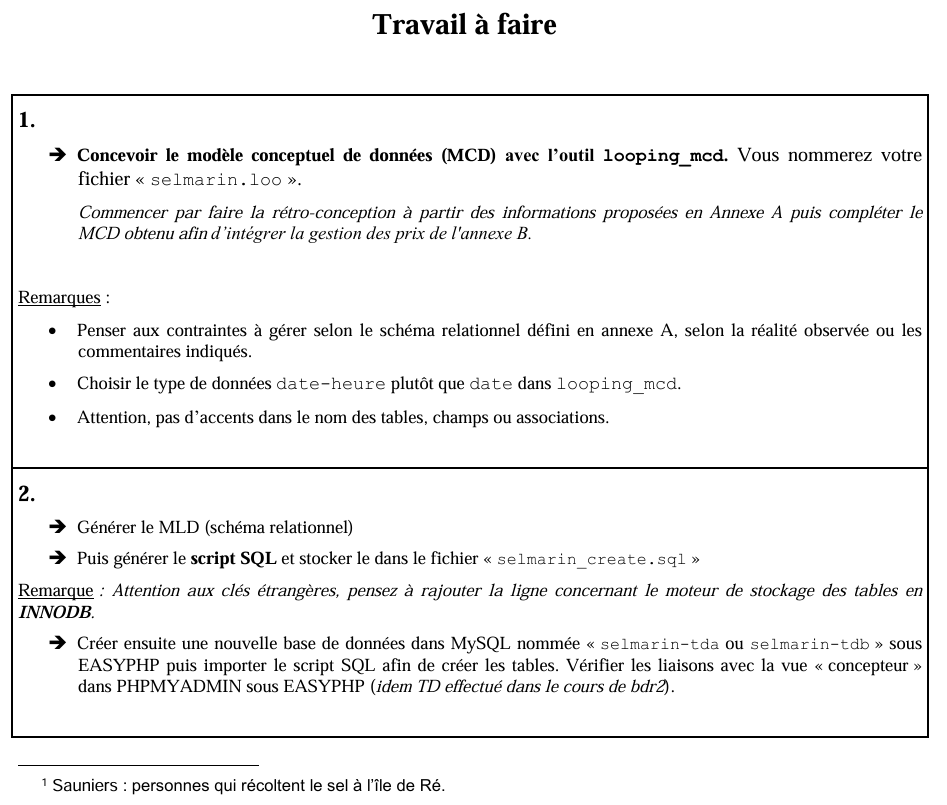 Travail à faire
1.
➔ Concevoir le modèle conceptuel de données (MCD) avec l’outil looping_mcd. Vous nommerez votre
fichier « selmarin.loo ».
Commencer par faire la rétro-conception à partir des informations proposées en Annexe A puis compléter le
MCD obtenu afin d’intégrer la gestion des prix de l'annexe B.
Remarques :
• Penser aux contraintes à gérer selon le schéma relationnel défini en annexe A, selon la réalité observée ou les
commentaires indiqués.
• Choisir le type de données date-heure plutôt que date dans looping_mcd.
• Attention, pas d’accents dans le nom des tables, champs ou associations.
2.
➔ Générer le MLD (schéma relationnel)
➔ Puis générer le script SQL et stocker le dans le fichier « selmarin_create.sql »
Remarque : Attention aux clés étrangères, pensez à rajouter la ligne concernant le moteur de stockage des tables en
INNODB.
➔ Créer ensuite une nouvelle base de données dans MySQL nommée « selmarin-tda ou selmarin-tdb » sous
EASYPHP puis importer le script SQL afin de créer les tables. Vérifier les liaisons avec la vue « concepteur »
dans PHPMYADMIN sous EASYPHP (idem TD effectué dans le cours de bdr2).
1 Sauniers : personnes qui récoltent le sel à l’île de Ré.